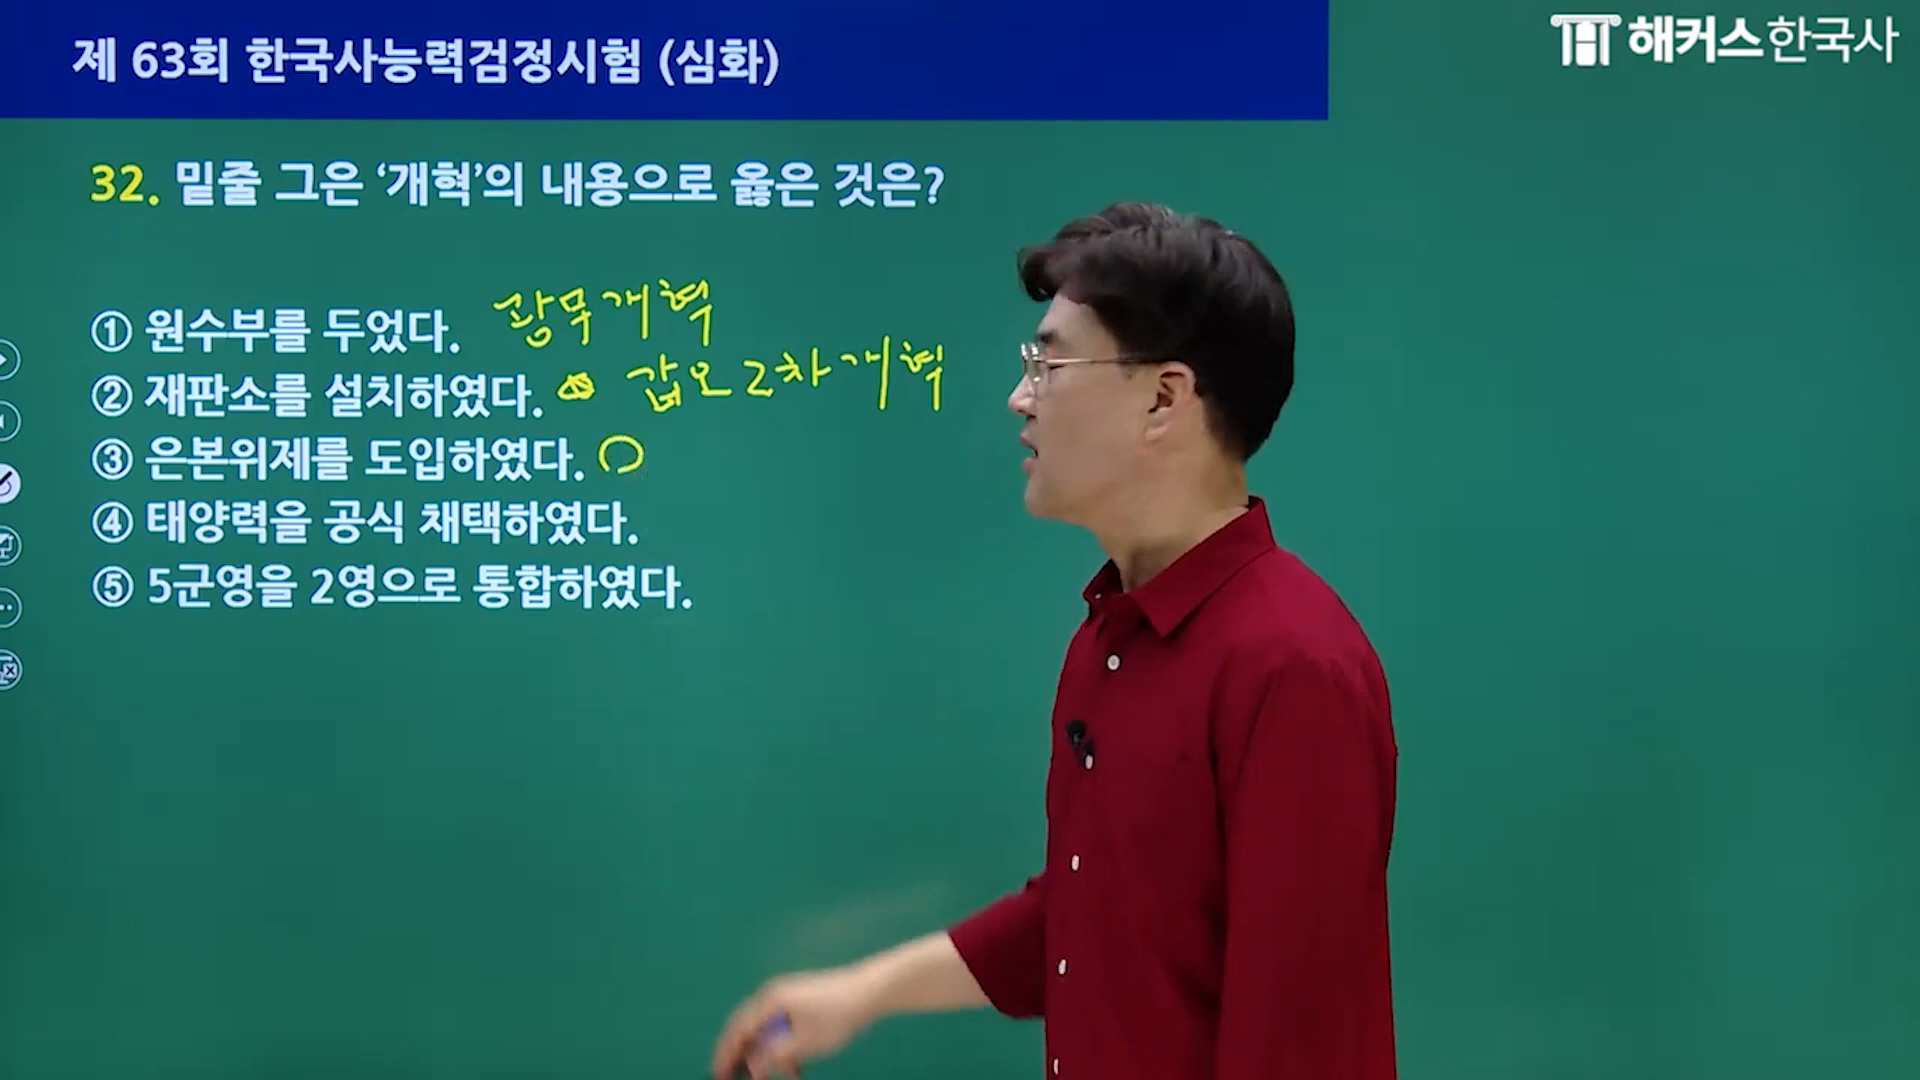 제 63회 한국사능력검정시험 (심화)
해커스한국사
32. 밑줄 그은 ‘개혁’의 내용으로 옳은 것은?
① 원수부를 두었다. 광무개혁
② 재판소를 설치하였다. 갑오2차개혁
③ 은본위제를 도입하였다.
④ 태양력을 공식 채택하였다.
⑤ 5군영을 2영으로 통합하였다.